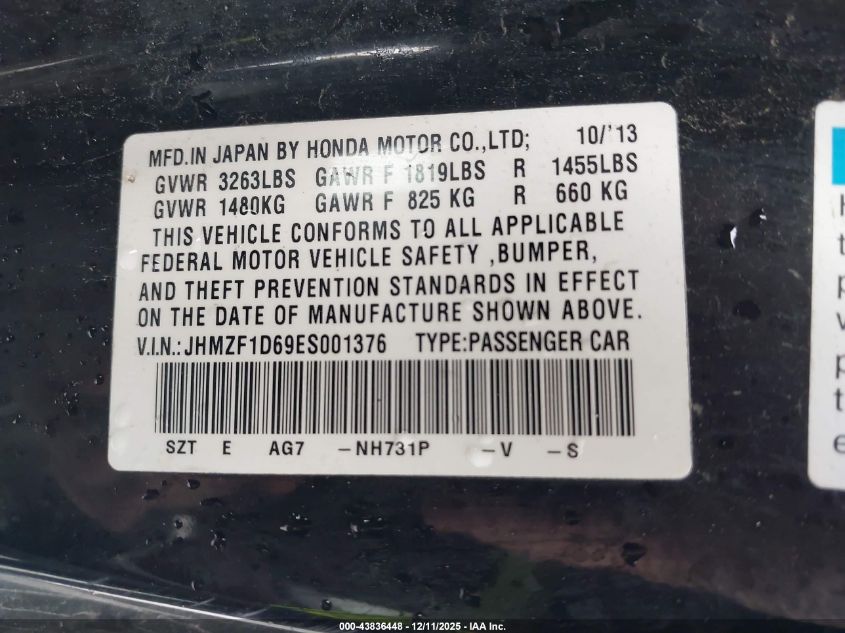 MFD.IN JAPAN BY HONDA MOTOR CO.,LTD; 10/'13
GVWR 3263LBS GAWR F 1819LBS R 1455LBS
GVWR 1480KG GAWR F 825 KG R 660 KG
THIS VEHICLE CONFORMS TO ALL APPLICABLE
FEDERAL MOTOR VEHICLE SAFETY ,BUMPER,
AND THEFT PREVENTION STANDARDS IN EFFECT
ON THE DATE OF MANUFACTURE SHOWN ABOVE.
V.I.N.:JHMZF1D69ES001376 TYPE:PASSENGER CAR
SZT E AG7 -NH731P -V -S
000-43836448 - 12/11/2025 - IAA Inc.